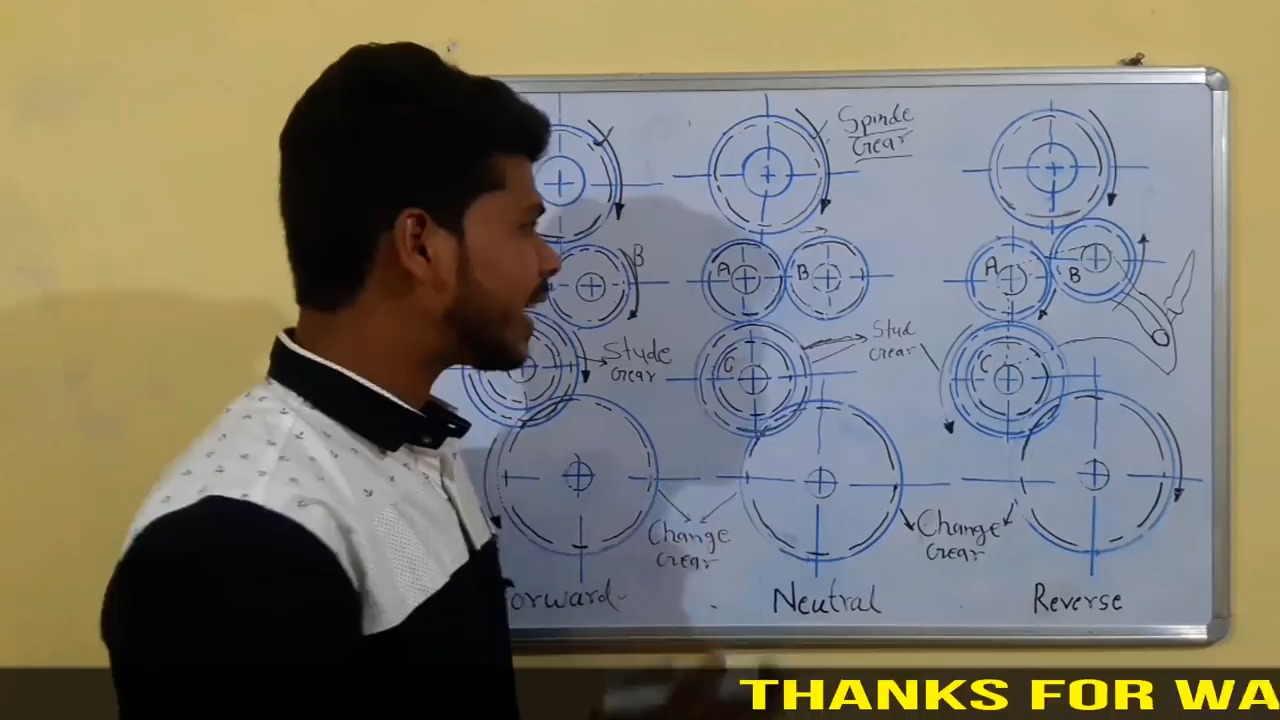 Spinde
Gear
B
A
B
A
B
Stude
Gear
C
Stud
Gear
C
Change
Gear
Change
Gear
orward
Neutral
Reverse
THANKS FOR WA